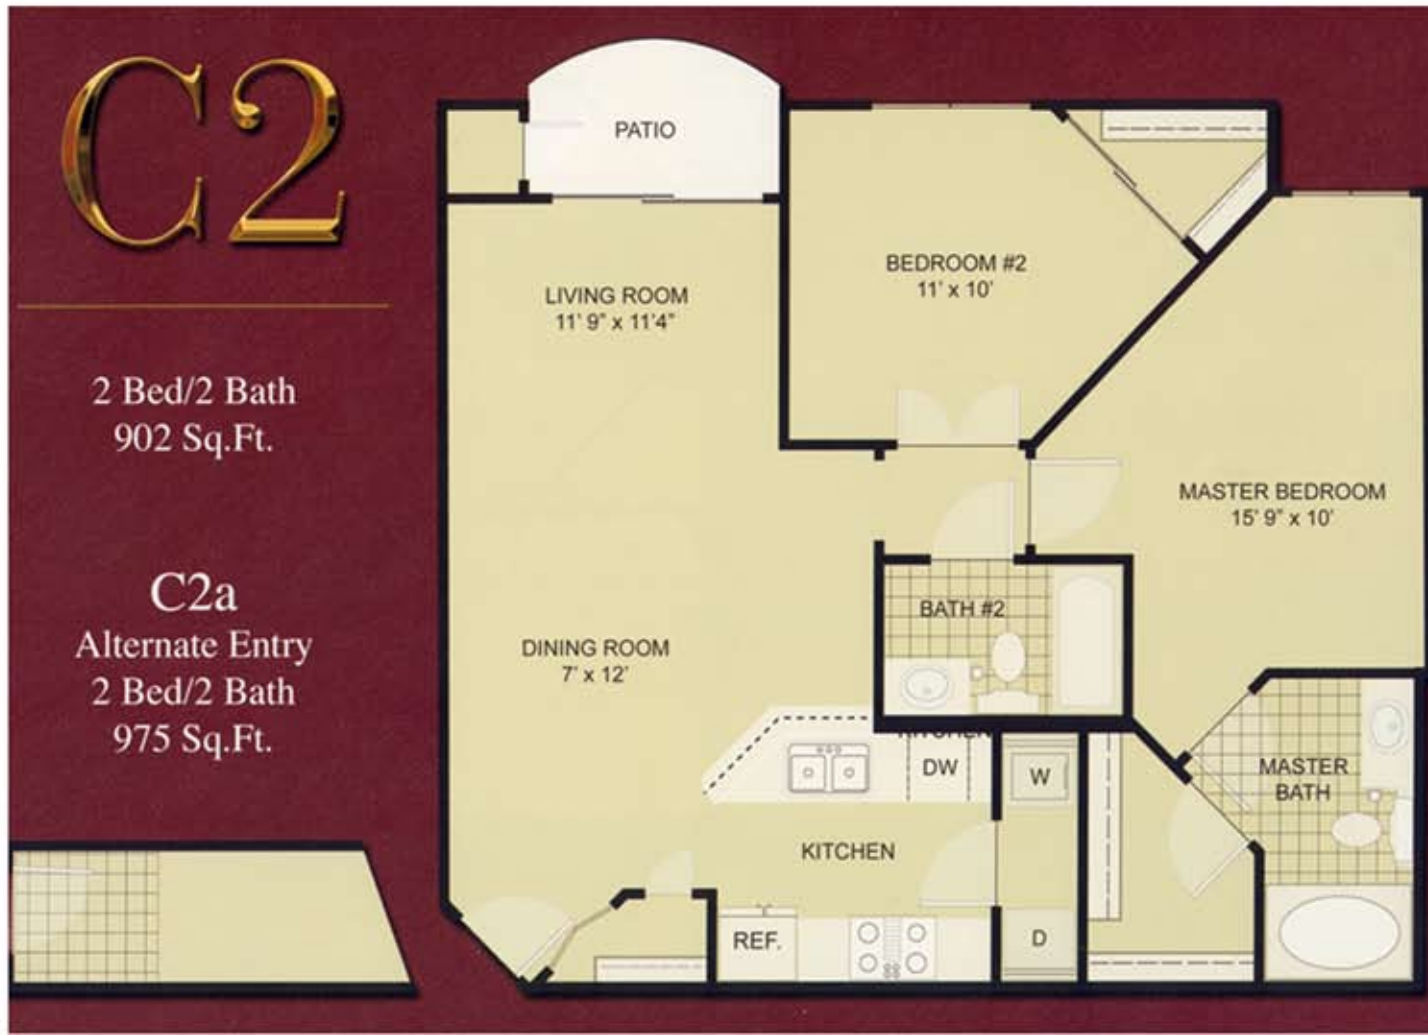 C2
2 Bed/2 Bath
902 Sq.Ft.
C2a
Alternate Entry
2 Bed/2 Bath
975 Sq.Ft.
PATIO
LIVING ROOM
11' 9" x 11'4"
BEDROOM #2
11' x 10'
MASTER BEDROOM
15' 9" x 10'
DINING ROOM
7' x 12'
BATH #2
KITCHEN
DW
W
MASTER
BATH
KITCHEN
REF.
D